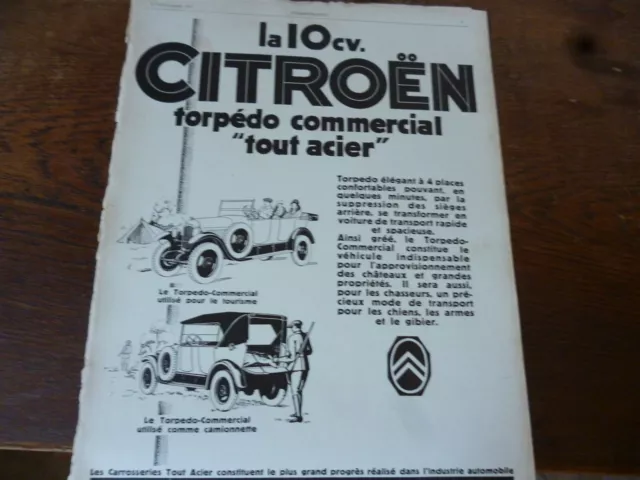 la 10 cv.
CITROËN
torpédo commercial
"tout acier"
Torpedo élégant à 4 places
confortables pouvant, en
quelques minutes, par la
suppression des sièges
arrière, se transformer en
voiture de transport rapide
et spacieuse.
Ainsi gréé, le Torpedo-
Commercial constitue le
véhicule indispensable
pour l'approvisionnement
des châteaux et grandes
propriétés. Il sera aussi,
pour les chasseurs, un pré-
cieux mode de transport
pour les chiens, les armes
et le gibier.
Le Torpedo-Commercial
utilisé pour le tourisme
Le Torpedo-Commercial
utilisé comme camionnette
Les Carrosseries Tout Acier constituent le plus grand progrès réalisé dans l'industrie automobile